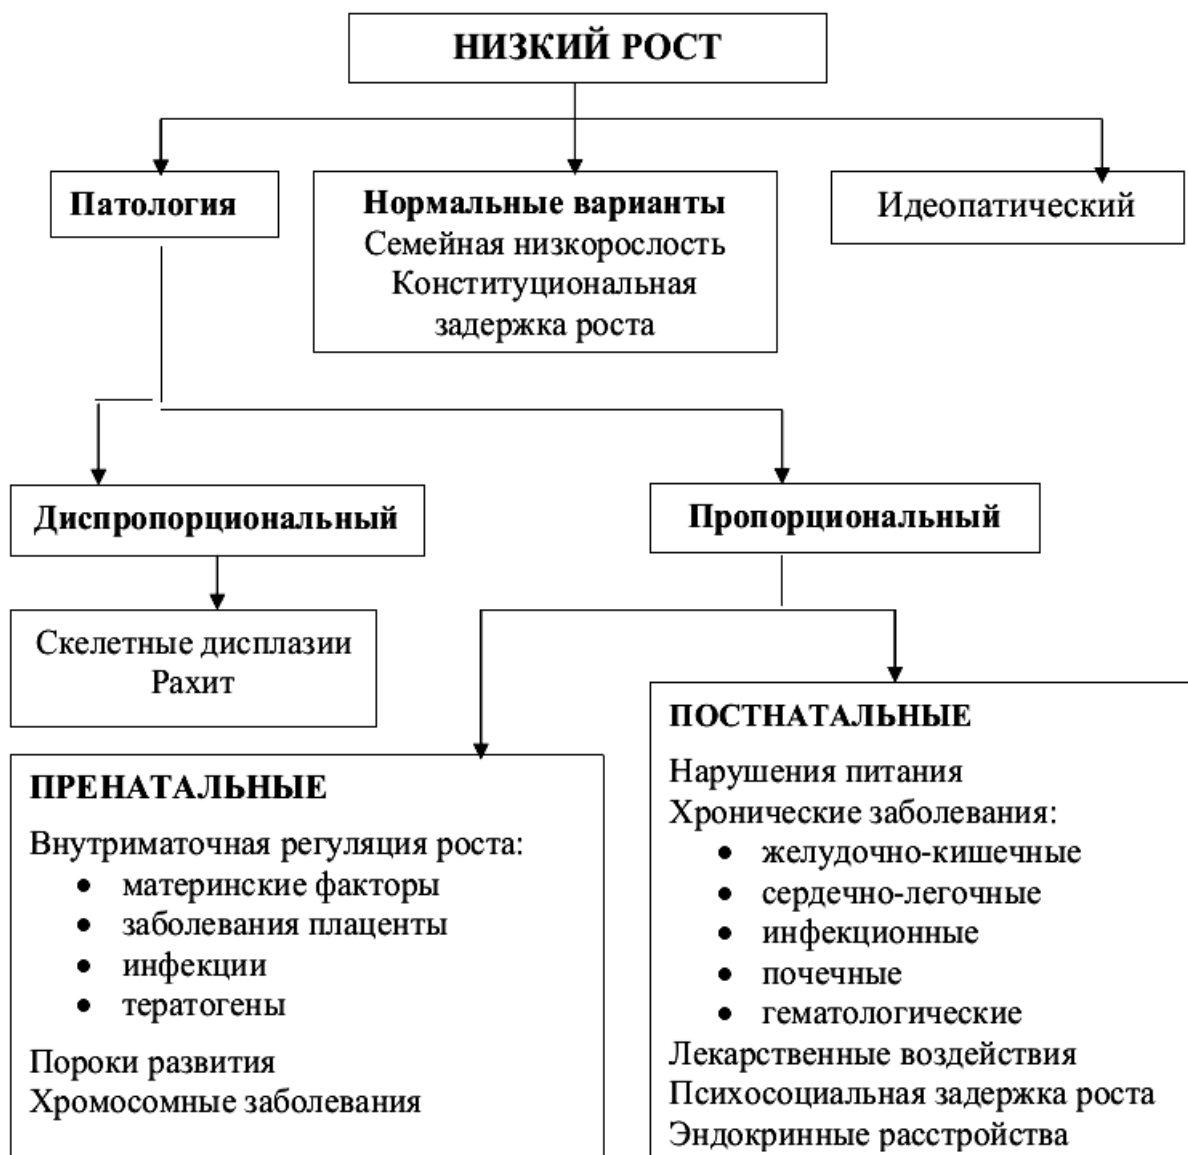 НИЗКИЙ РОСТ
Патология
Нормальные варианты
Семейная низкорослость
Конституциональная
задержка роста
Идеопатический
Диспропорциональный
Пропорциональный
Скелетные дисплазии
Рахит
ПРЕНАТАЛЬНЫЕ
Внутриматочная регуляция роста:
• материнские факторы
• заболевания плаценты
• инфекции
• тератогены
Пороки развития
Хромосомные заболевания
ПОСТНАТАЛЬНЫЕ
Нарушения питания
Хронические заболевания:
• желудочно-кишечные
• сердечно-легочные
• инфекционные
• почечные
• гематологические
Лекарственные воздействия
Психосоциальная задержка роста
Эндокринные расстройства